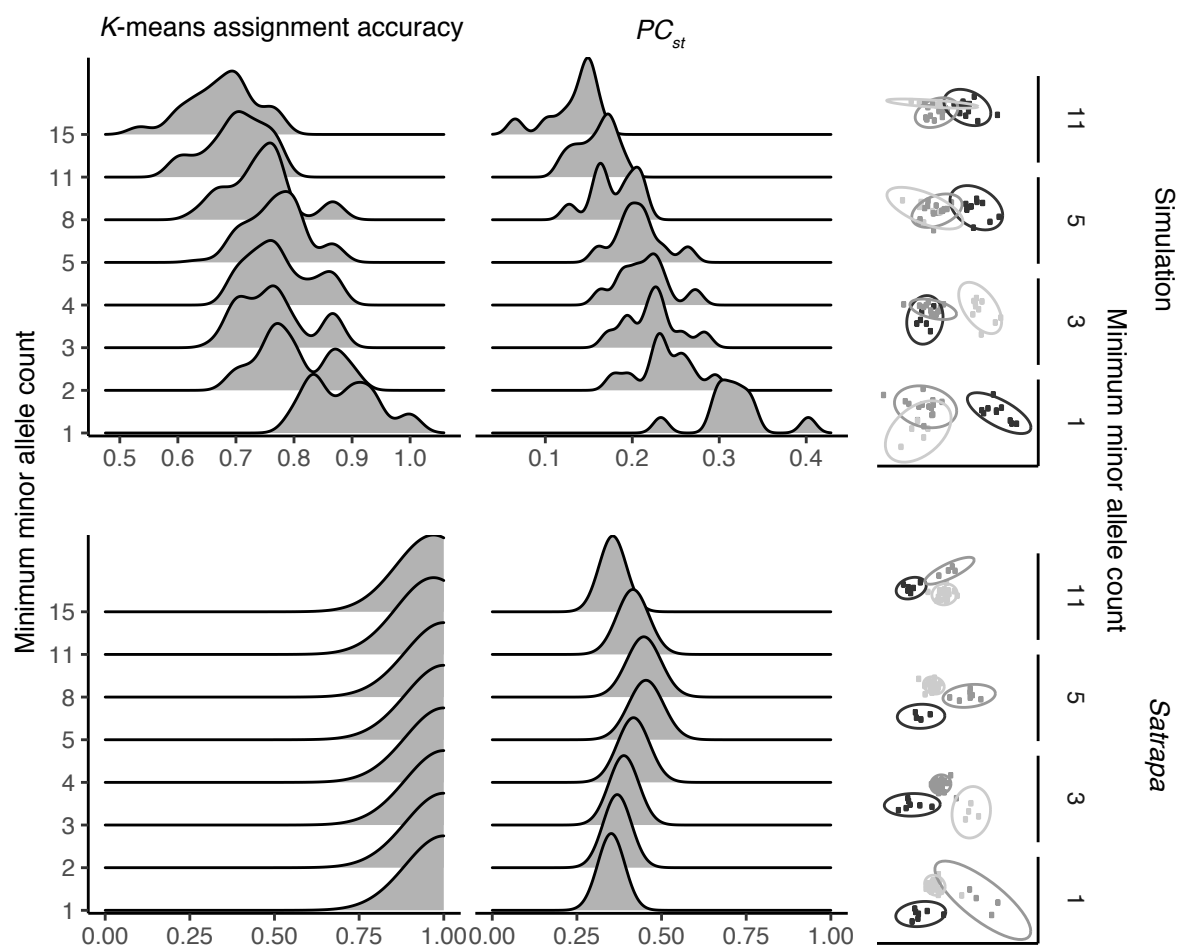 K-means assignment accuracy
PCst
Minimum minor allele count
15
11
8
5
4
3
2
1
0.5 0.6 0.7 0.8 0.9 1.0
0.1 0.2 0.3 0.4
11
5
3
1
Simulation
Minimum minor allele count
15
11
8
5
4
3
2
1
0.00 0.25 0.50 0.75 1.00
0.00 0.25 0.50 0.75 1.00
11
5
3
1
Satrapa